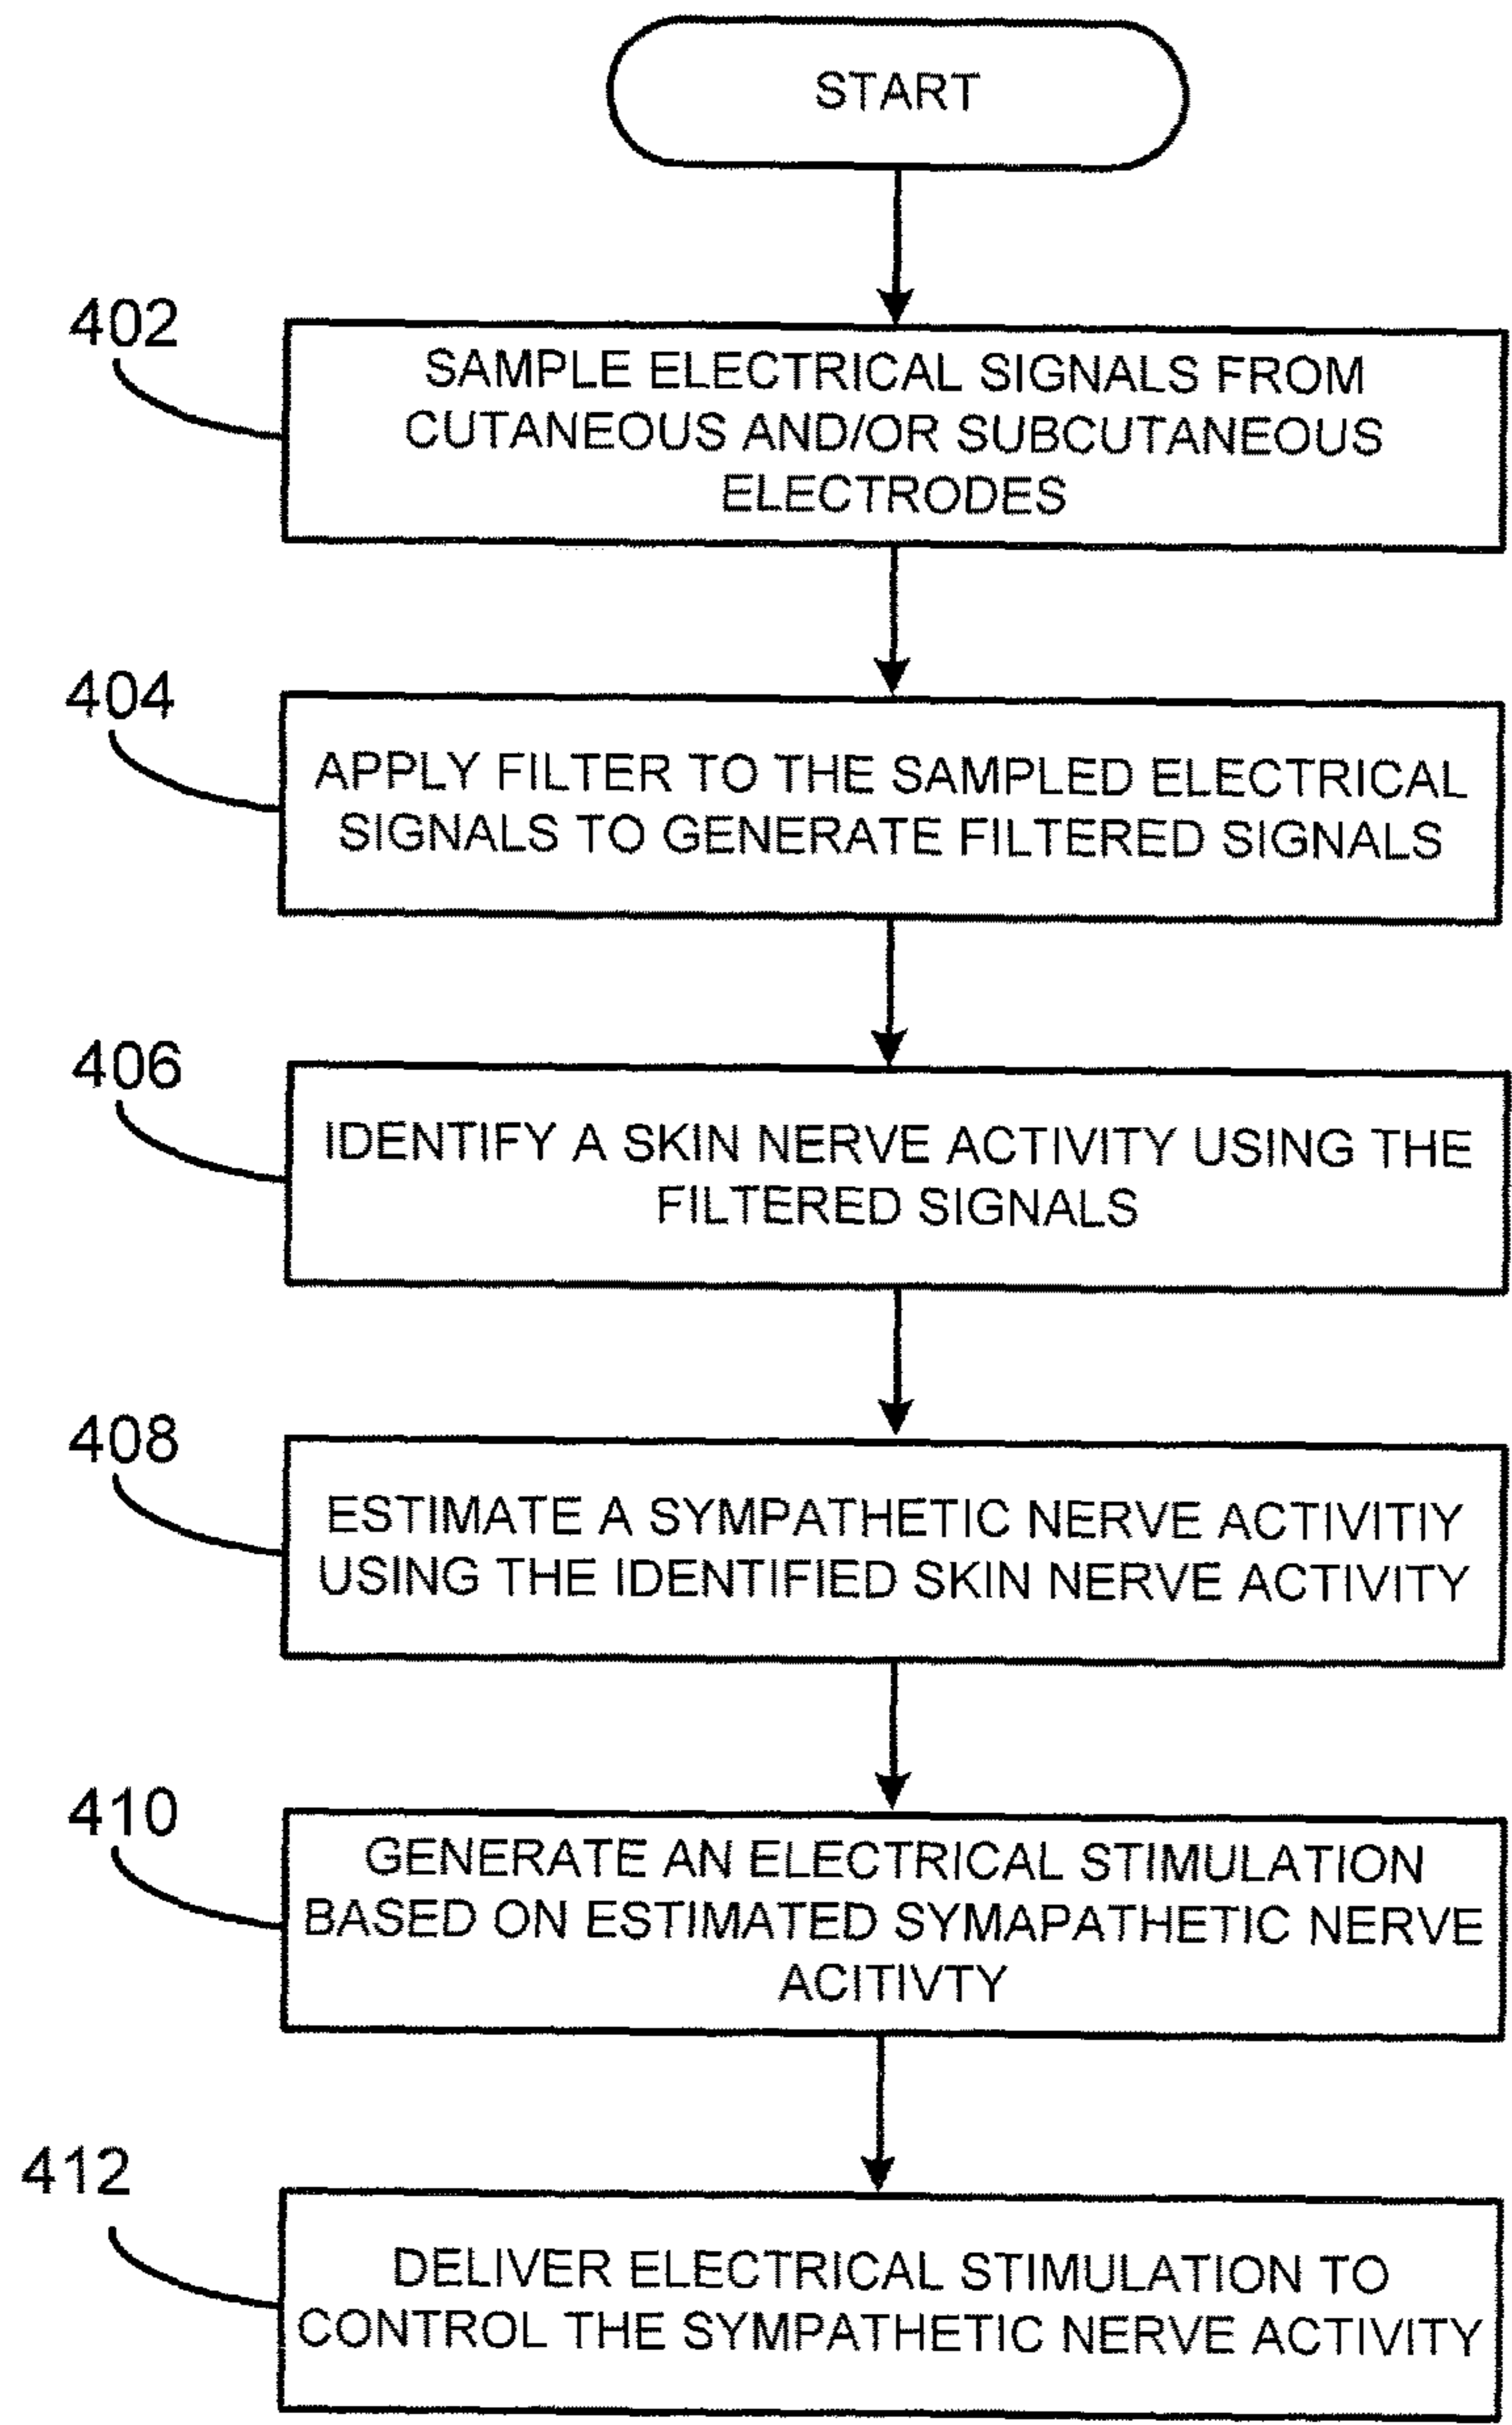 START
402
SAMPLE ELECTRICAL SIGNALS FROM
CUTANEOUS AND/OR SUBCUTANEOUS
ELECTRODES
404
APPLY FILTER TO THE SAMPLED ELECTRICAL
SIGNALS TO GENERATE FILTERED SIGNALS
406
IDENTIFY A SKIN NERVE ACTIVITY USING THE
FILTERED SIGNALS
408
ESTIMATE A SYMPATHETIC NERVE ACTIVITIY
USING THE IDENTIFIED SKIN NERVE ACTIVITY
410
GENERATE AN ELECTRICAL STIMULATION
BASED ON ESTIMATED SYMAPATHETIC NERVE
ACITIVTY
412
DELIVER ELECTRICAL STIMULATION TO
CONTROL THE SYMPATHETIC NERVE ACTIVITY